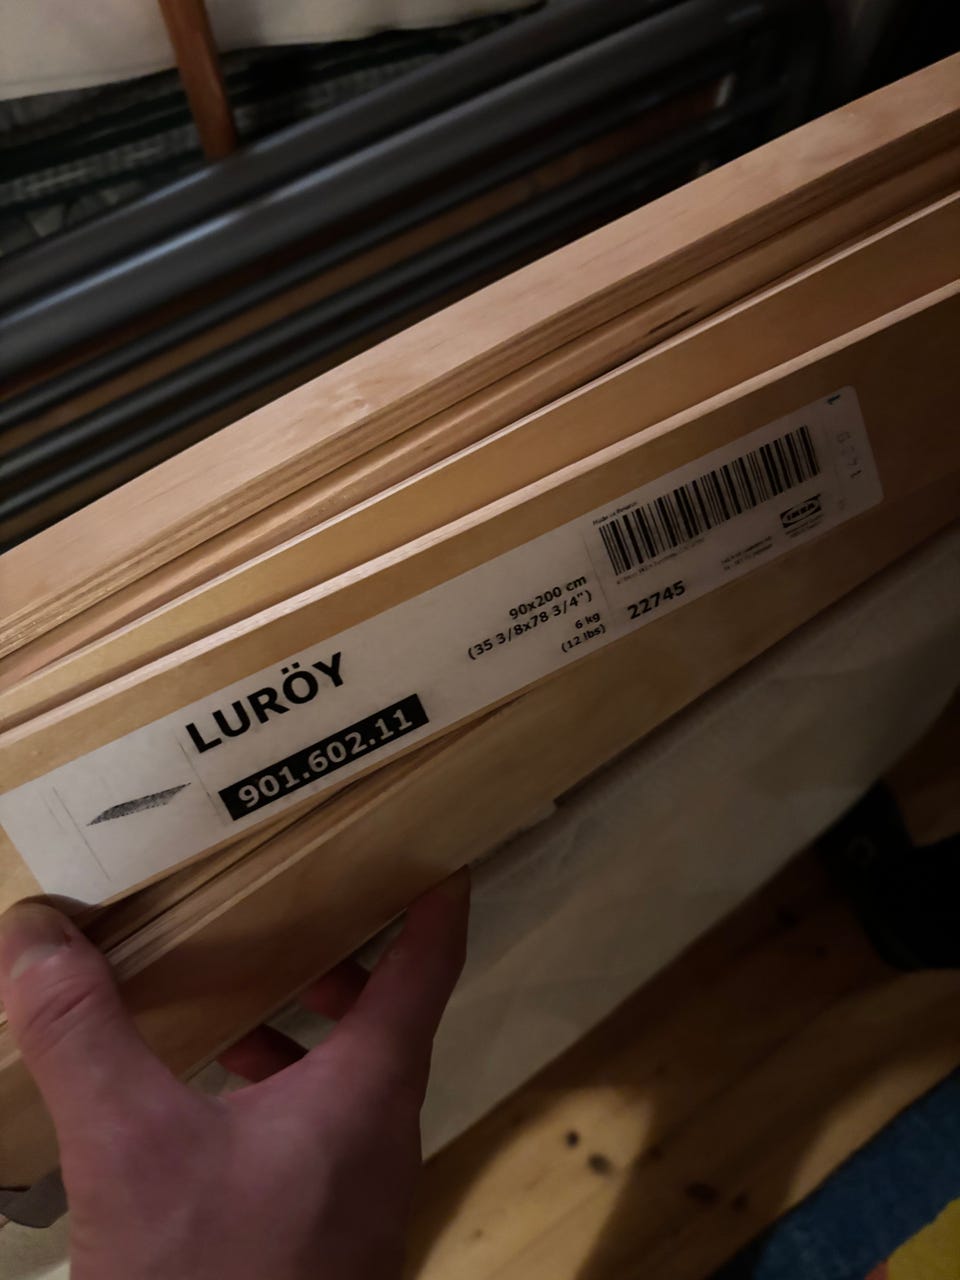 LURÖY
901.602.11
90x200 cm
(35 3/8x78 3/4")
6 kg
(12 lbs)
22745
IKEA